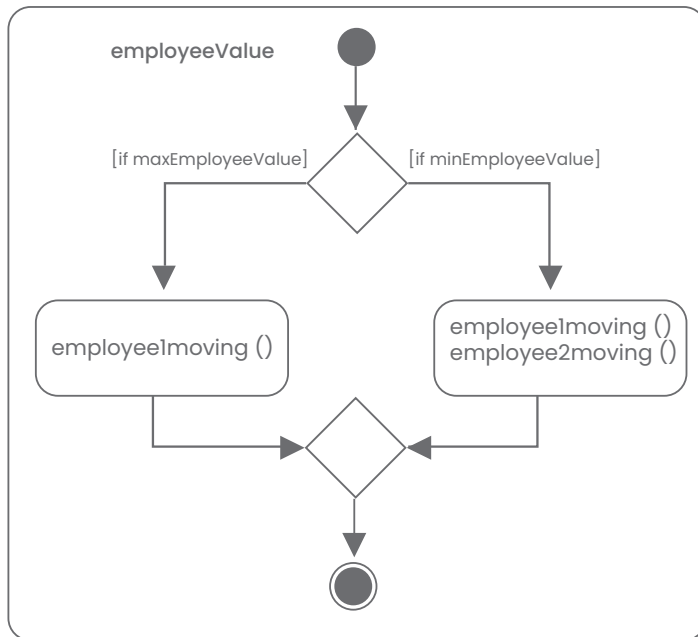 employeeValue
[if maxEmployeeValue]
[if minEmployeeValue]
employee1moving ()
employee1moving ()
employee2moving ()